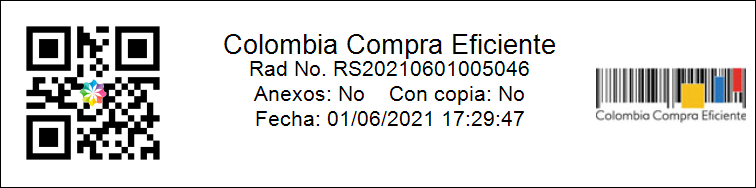 Colombia Compra Eficiente
Rad No. RS20210601005046
Anexos: No    Con copia: No
Fecha: 01/06/2021 17:29:47
Colombia Compra Eficiente